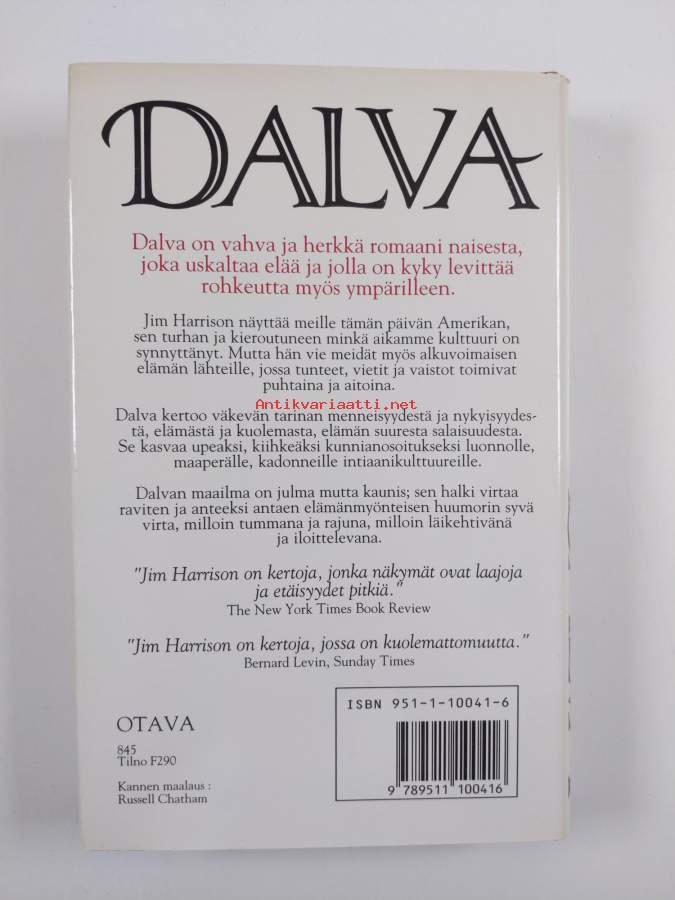 DALVA
Dalva on vahva ja herkkä romaani naisesta,
joka uskaltaa elää ja jolla on kyky levittää
rohkeutta myös ympärilleen.
Jim Harrison näyttää meille tämän päivän Amerikan,
sen turhan ja kieroutuneen minkä aikamme kulttuuri on
synnyttänyt. Mutta hän vie meidät myös alkuvoimaisen
elämän lähteille, jossa tunteet, vietit ja vaistot toimivat
puhtaina ja aitoina.
Antikvariaatti.net
Dalva kertoo väkevän tarinan menneisyydestä ja nykyisyydes-
tä, elämästä ja kuolemasta, elämän suuresta salaisuudesta.
Se kasvaa upeaksi, kiihkeäksi kunnianosoitukseksi luonnolle,
maaperälle, kadonneille intiaanikulttuureille.
Dalvan maailma on julma mutta kaunis; sen halki virtaa
raviten ja anteeksi antaen elämänmyönteisen huumorin syvä
virta, milloin tummana ja rajuna, milloin läikehtivänä
ja iloittelevana.
"Jim Harrison on kertoja, jonka näkymät ovat laajoja
ja etäisyydet pitkiä."
The New York Times Book Review
"Jim Harrison on kertoja, jossa on kuolemattomuutta."
Bernard Levin, Sunday Times
OTAVA
845
Tilno F290
Kannen maalaus :
Russell Chatham
ISBN 951-1-10041-6
9 789511 100416